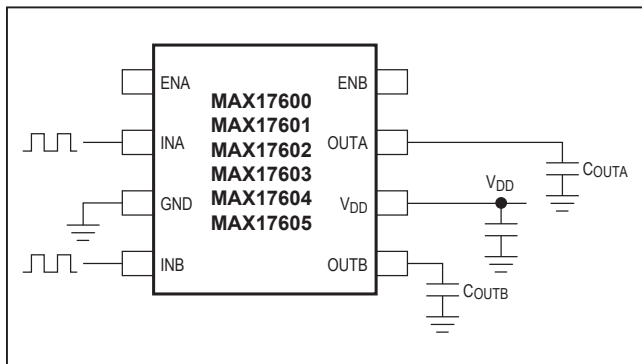 ENA
ENB
MAX17600
MAX17601
MAX17602
MAX17603
MAX17604
MAX17605
INA
OUTA
COUTA
GND
VDD
VDD
INB
OUTB
COUTB